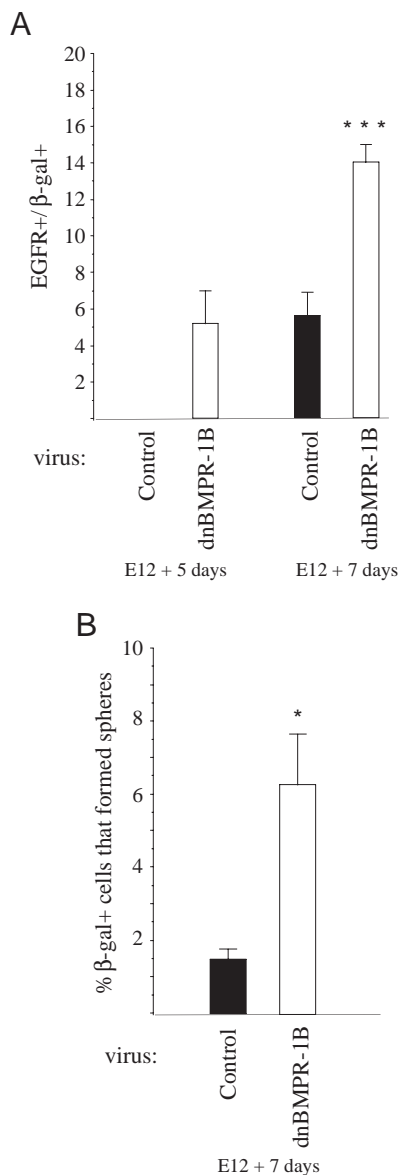 A
20
18
16
14
12
10
8
6
4
2
EGFR+/β-gal+
* * *
virus:
Control
dnBMPR-1B
Control
dnBMPR-1B
E12 + 5 days
E12 + 7 days
B
10
8
6
4
2
% β-gal+ cells that formed spheres
*
virus:
Control
dnBMPR-1B
E12 + 7 days